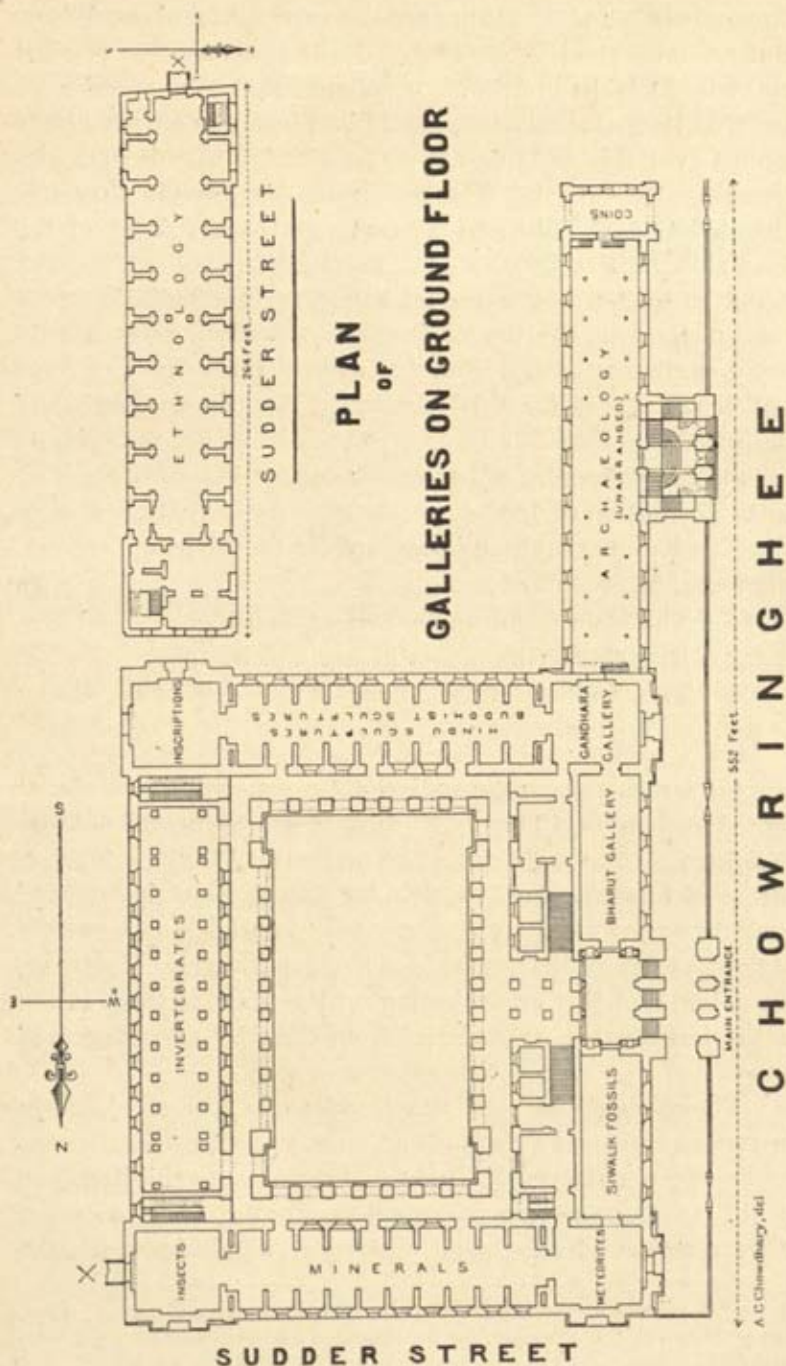 PLAN
OF
GALLERIES ON GROUND FLOOR
ETHNOLOGY
264 Feet
SUDDER STREET
COINS
ARCHAEOLOGY
(UNARRANGED)
INSCRIPTIONS
BUDDHIST SCULPTURES
HINDU SCULPTURES
GANDHARA
GALLERY
BHARUT GALLERY
INVERTEBRATES
S
N
MAIN ENTRANCE
552 Feet
SIWALIK FOSSILS
X
INSECTS
MINERALS
METEORITES
X
SUDDER STREET
CHOWRINGHEE
A C Chowdhary, del